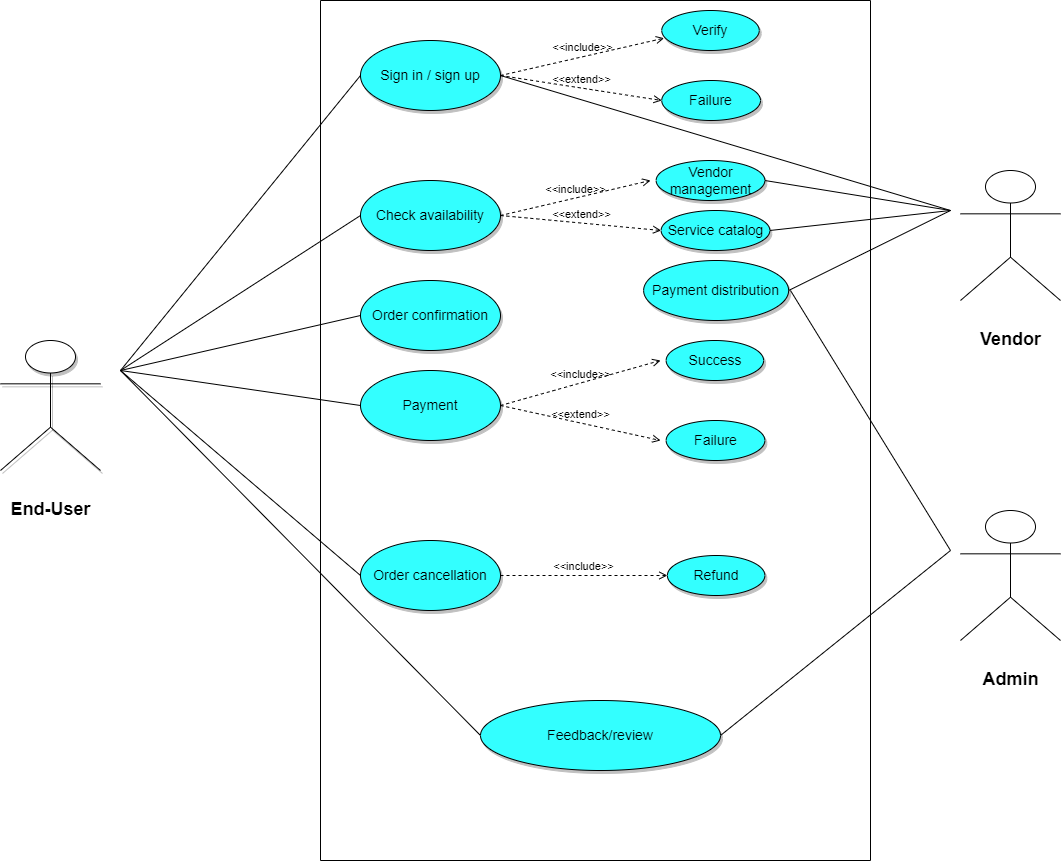 Verify
<<include>>
Sign in / sign up
<<extend>>
Failure
Vendor
management
<<include>>
Check availability
<<extend>>
Service catalog
Payment distribution
Order confirmation
Vendor
Success
<<include>>
Payment
<<extend>>
Failure
End-User
<<include>>
Order cancellation
Refund
Admin
Feedback/review